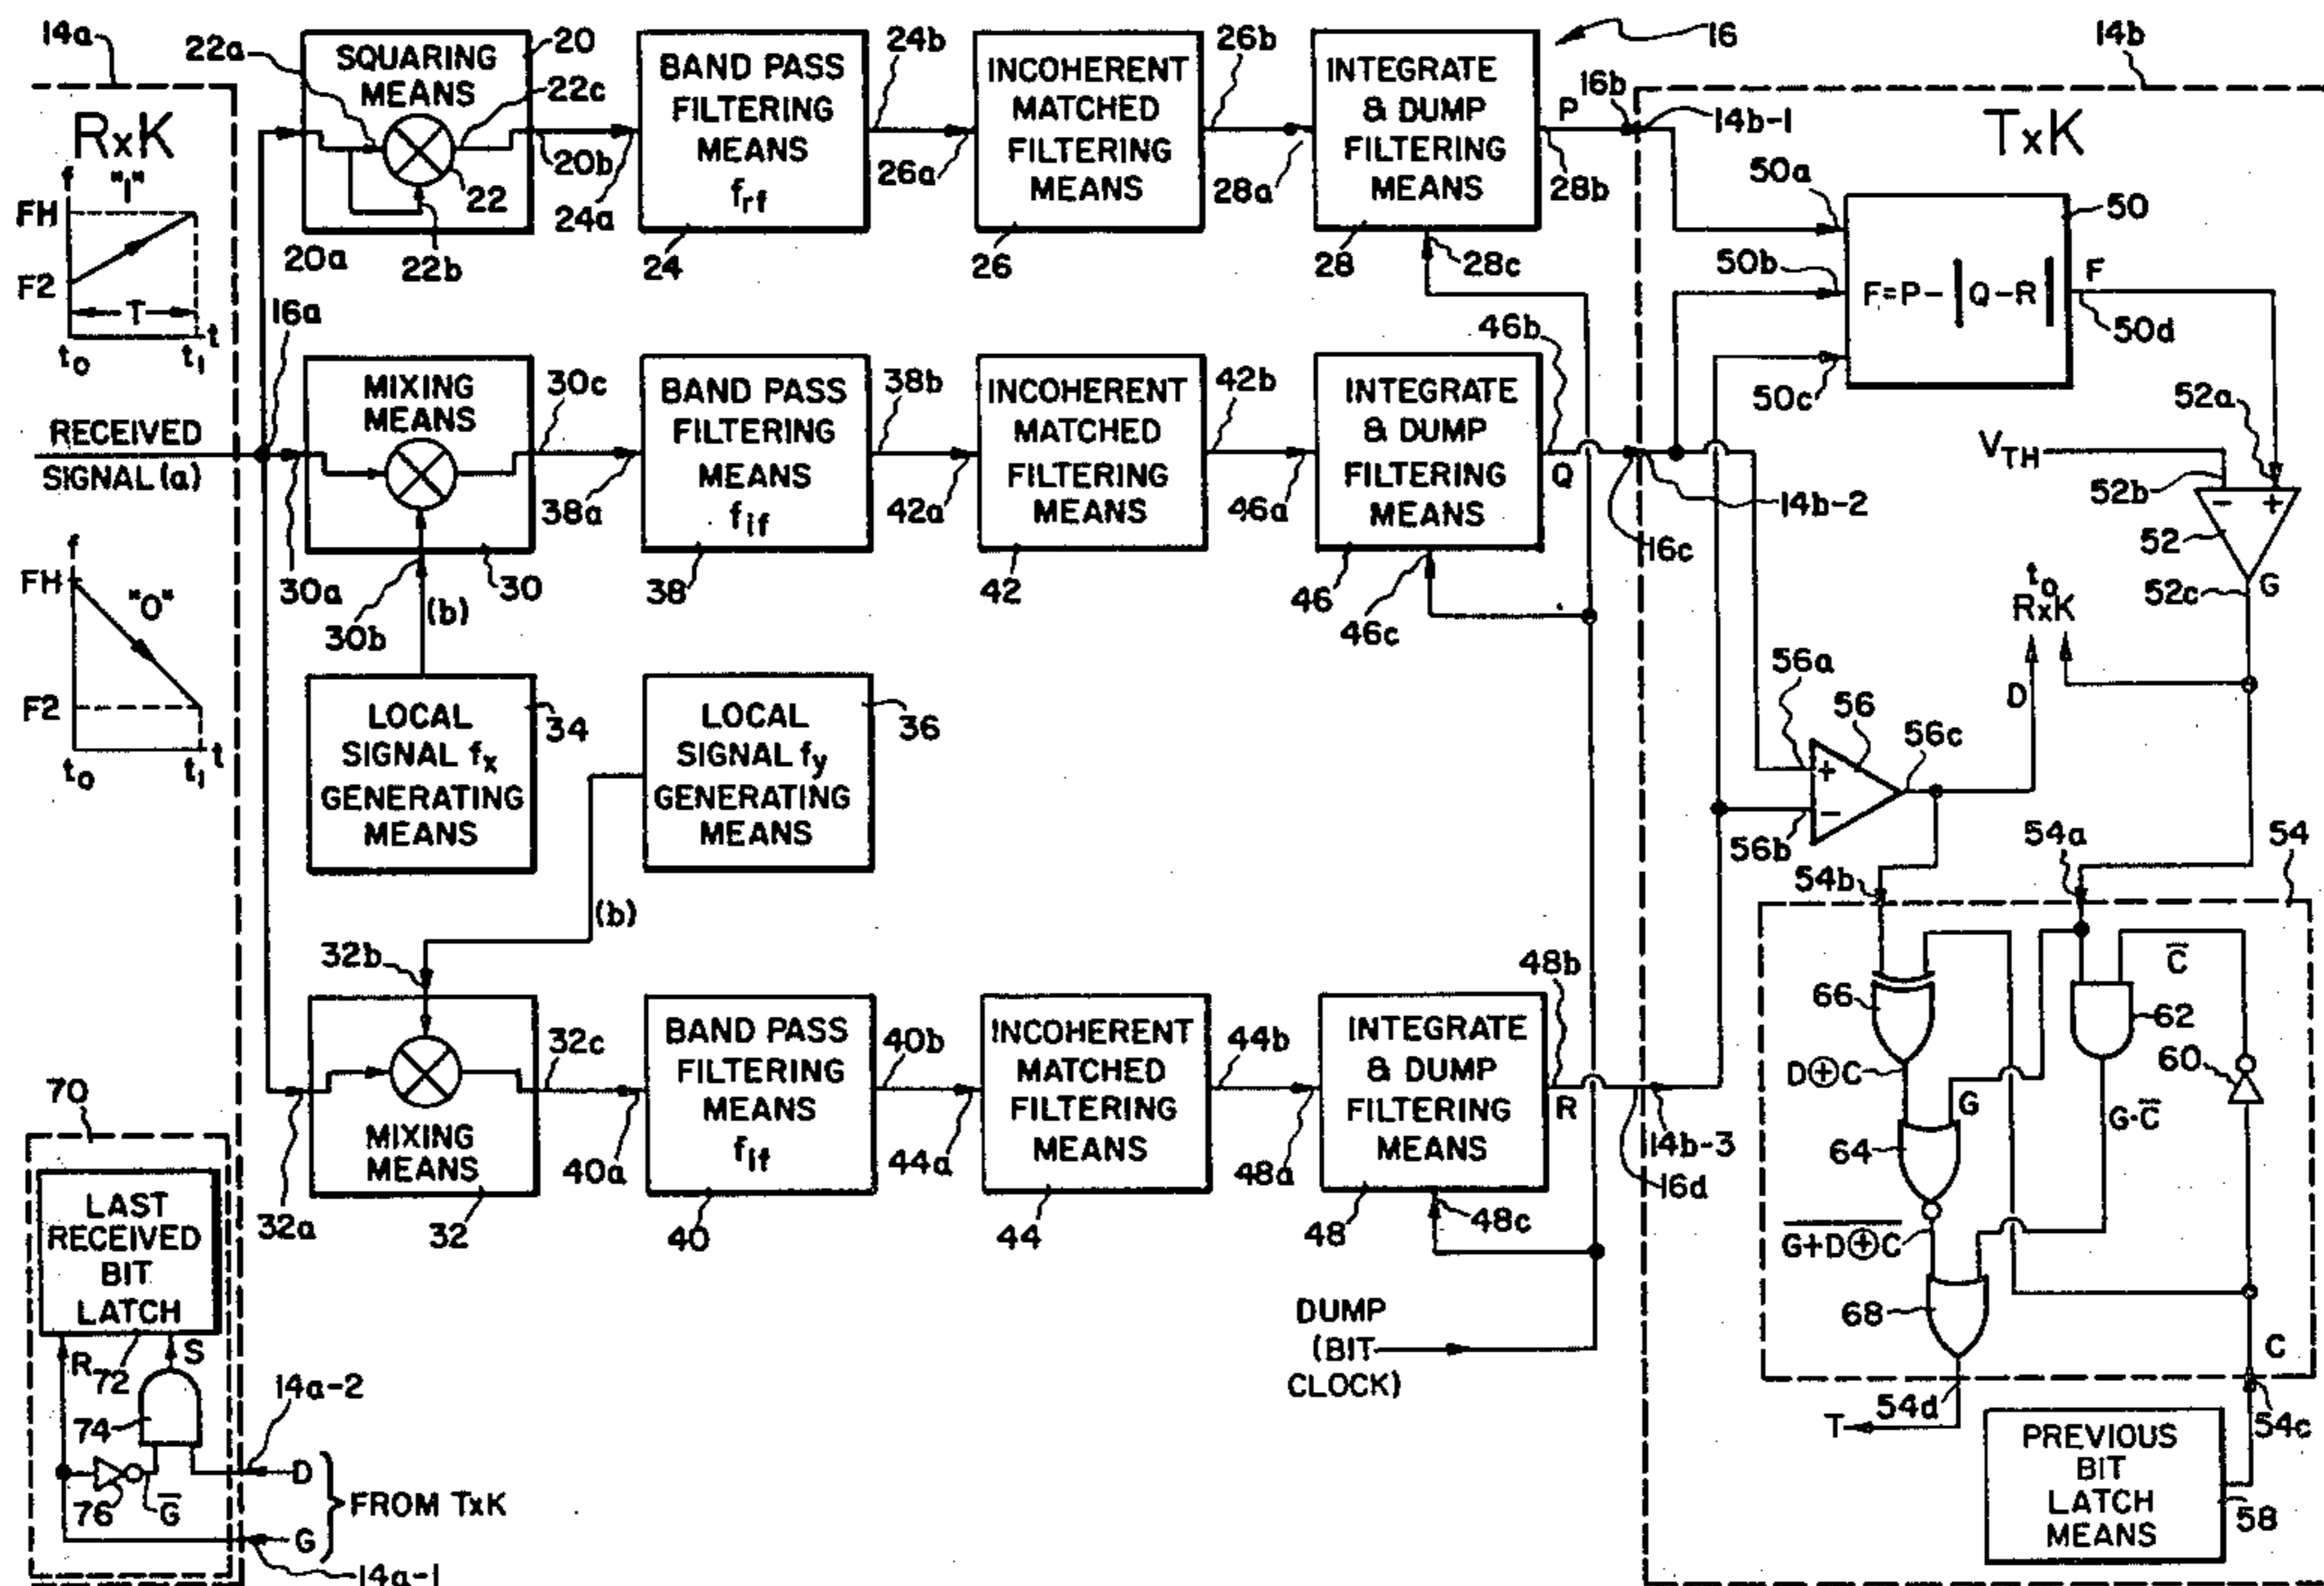 14a
RxK
f
"1"
FH
F2
T
t
t₀
t₁
RECEIVED
SIGNAL (a)
16a
f
FH
"0"
F2
t
t₀
t₁
22a
SQUARING
MEANS
20
22c
22
20b
20a
22b
24a
BAND PASS
FILTERING
MEANS
f_rf
24
24b
26a
INCOHERENT
MATCHED
FILTERING
MEANS
26
26b
28a
INTEGRATE
& DUMP
FILTERING
MEANS
28
28c
P
28b
16
16b
14b
14b-1
TxK
MIXING
MEANS
30a
30b
30
30c
(b)
38a
BAND PASS
FILTERING
MEANS
f_if
38
38b
42a
INCOHERENT
MATCHED
FILTERING
MEANS
42
42b
46a
INTEGRATE
& DUMP
FILTERING
MEANS
46
46c
46b
Q
16c
14b-2
LOCAL
SIGNAL fx
GENERATING
MEANS
34
LOCAL
SIGNAL fy
GENERATING
MEANS
36
(b)
32b
MIXING
MEANS
32a
32
32c
40a
BAND PASS
FILTERING
MEANS
f_if
40
40b
44a
INCOHERENT
MATCHED
FILTERING
MEANS
44
44b
48a
INTEGRATE
& DUMP
FILTERING
MEANS
48
48c
48b
R
14b-3
16d
DUMP
(BIT
CLOCK)
50a
50b
50c
50
F=P-|Q-R|
F
50d
V_TH
52a
52b
- +
52
52c
G
to
RxK
D
56a
56
56c
+
-
56b
54b
54a
54
66
D⊕C
G
64
G̅+̅D̅⊕̅C̅
68
C̅
62
G·C̅
60
C
54d
T
54c
PREVIOUS
BIT
LATCH
MEANS
58
70
LAST
RECEIVED
BIT
LATCH
R
72
S
74
76
G̅
14a-2
D
G
FROM TxK
14a-1